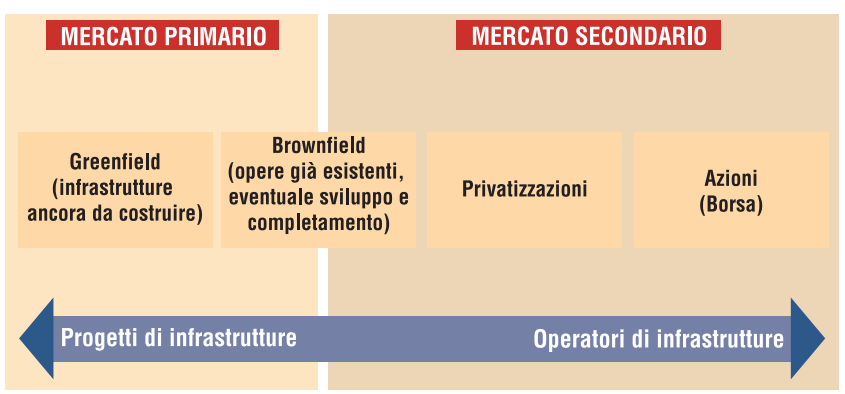 MERCATO PRIMARIO
MERCATO SECONDARIO
Greenfield
(infrastrutture
ancora da costruire)
Brownfield
(opere già esistenti,
eventuale sviluppo e
completamento)
Privatizzazioni
Azioni
(Borsa)
Progetti di infrastrutture
Operatori di infrastrutture